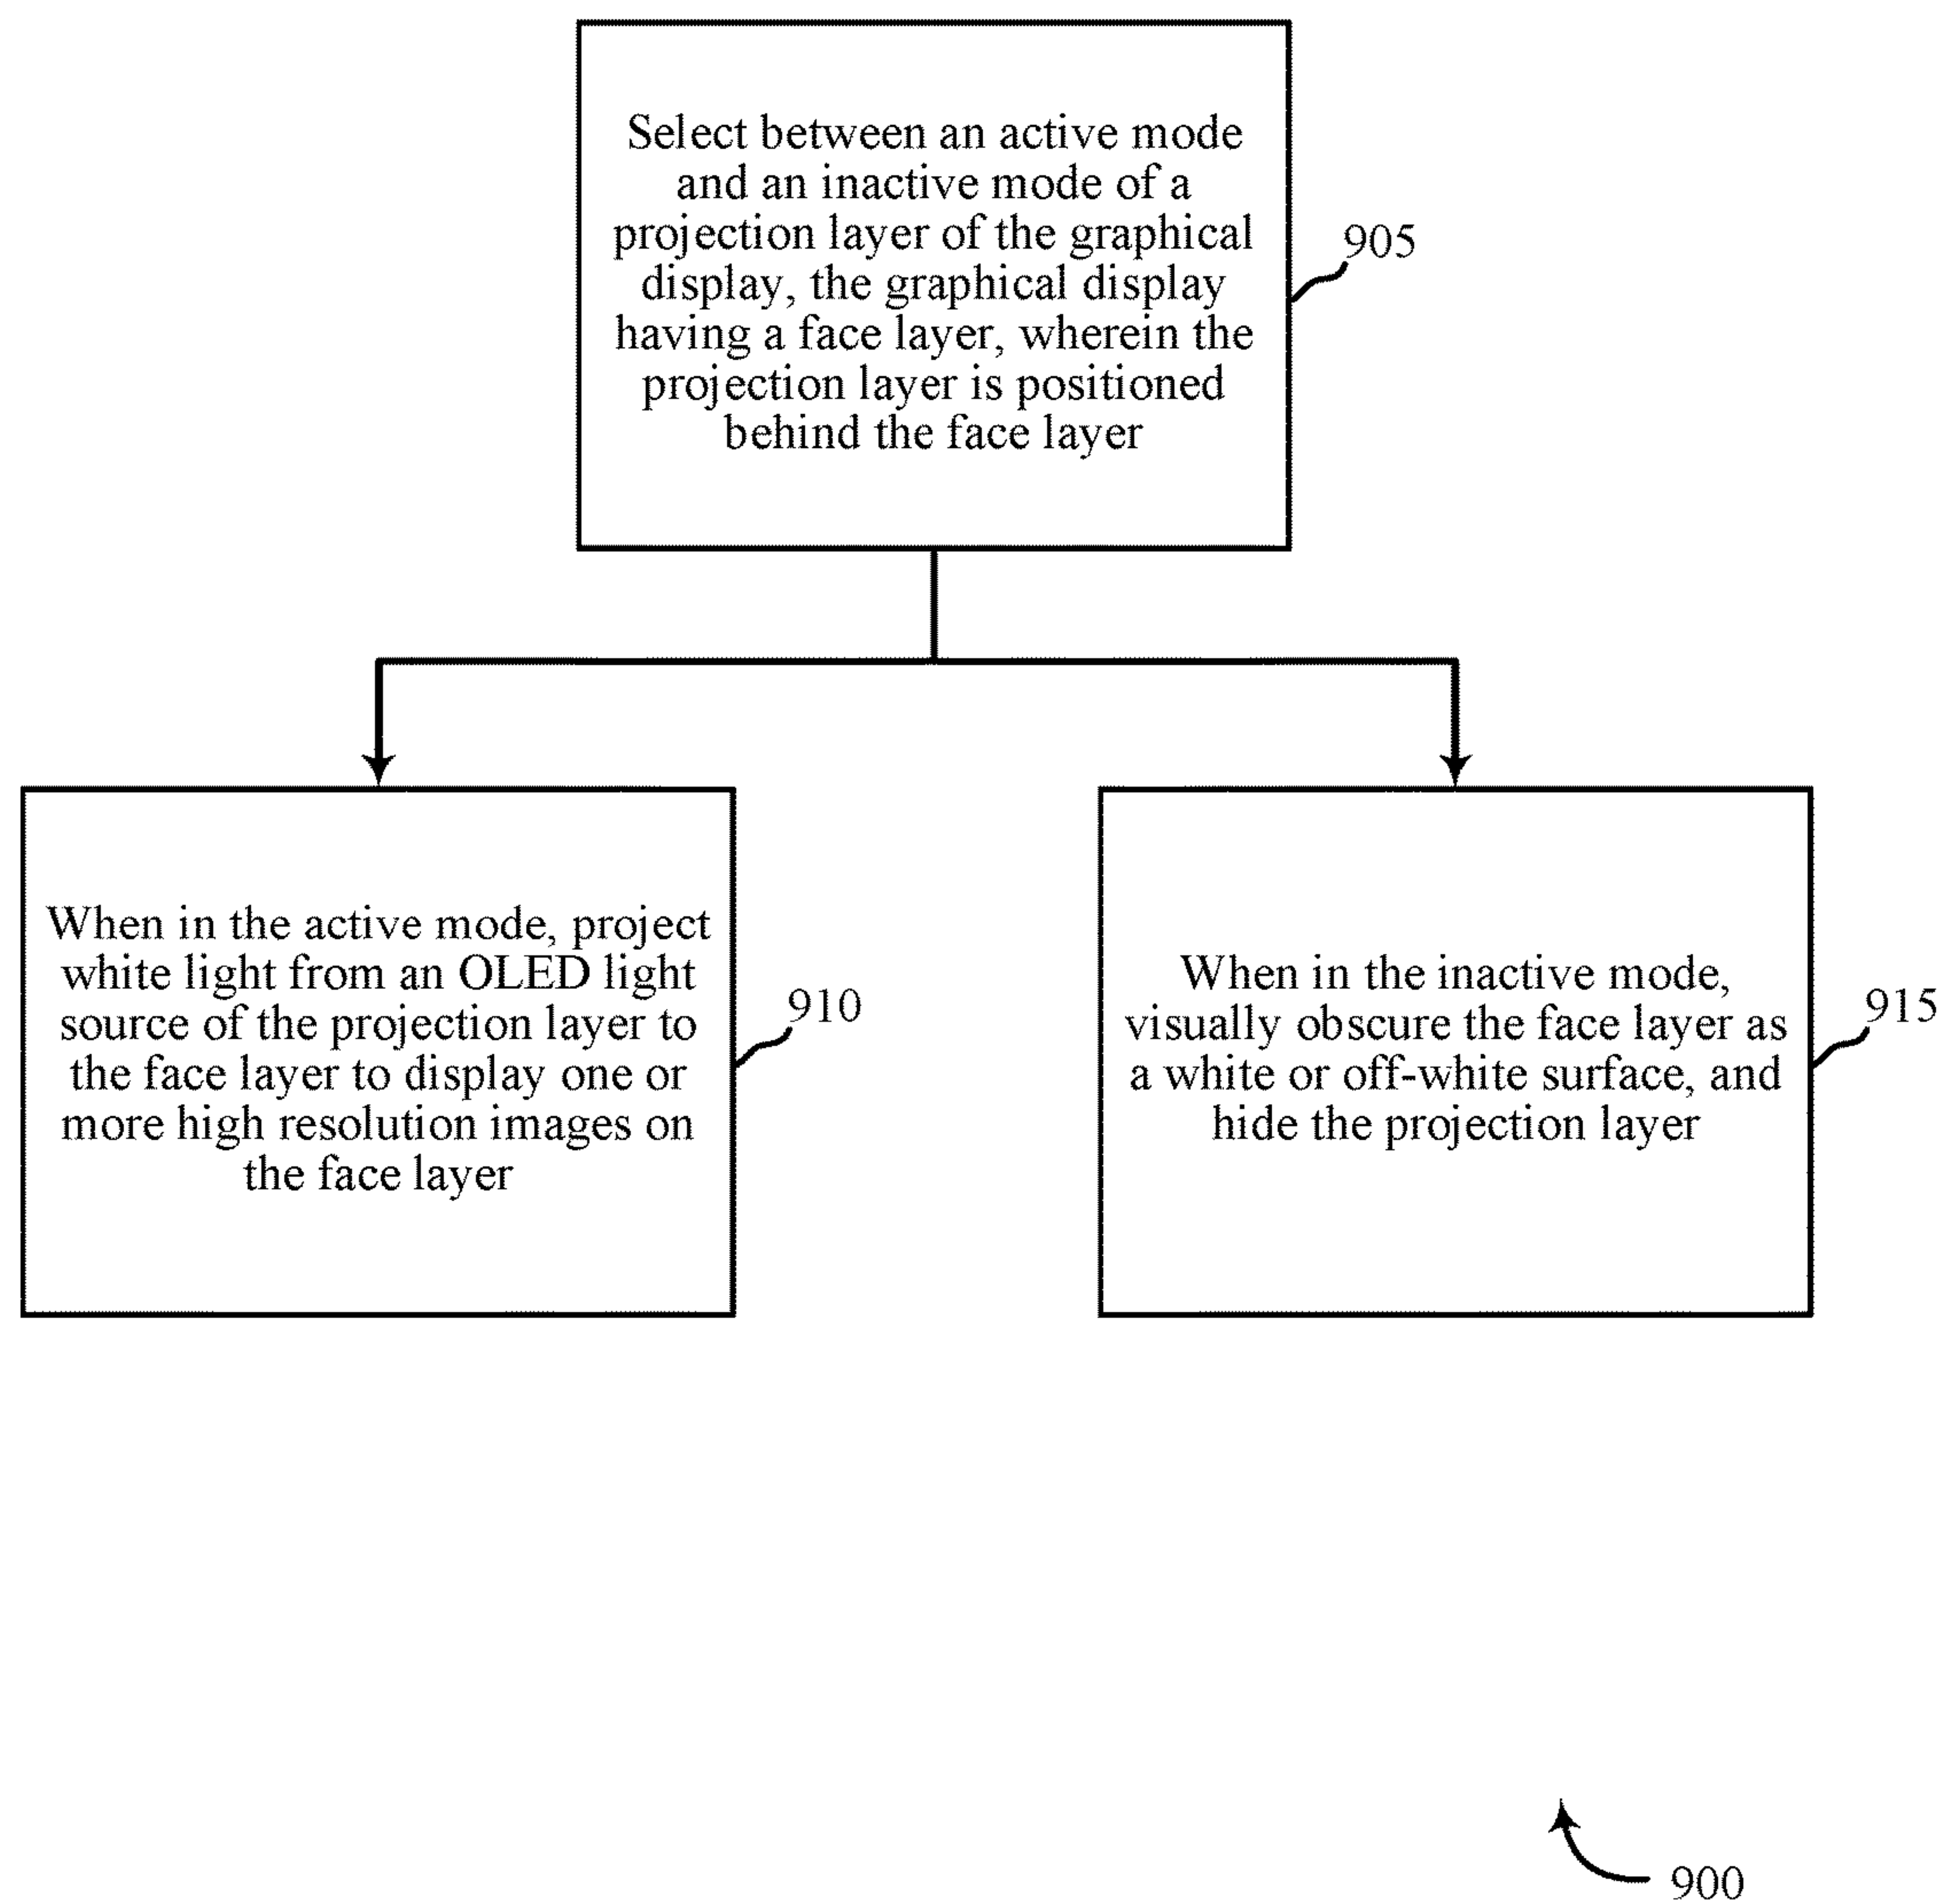 Select between an active mode
and an inactive mode of a
projection layer of the graphical
display, the graphical display
having a face layer, wherein the
projection layer is positioned
behind the face layer
905
When in the active mode, project
white light from an OLED light
source of the projection layer to
the face layer to display one or
more high resolution images on
the face layer
910
When in the inactive mode,
visually obscure the face layer as
a white or off-white surface, and
hide the projection layer
915
900